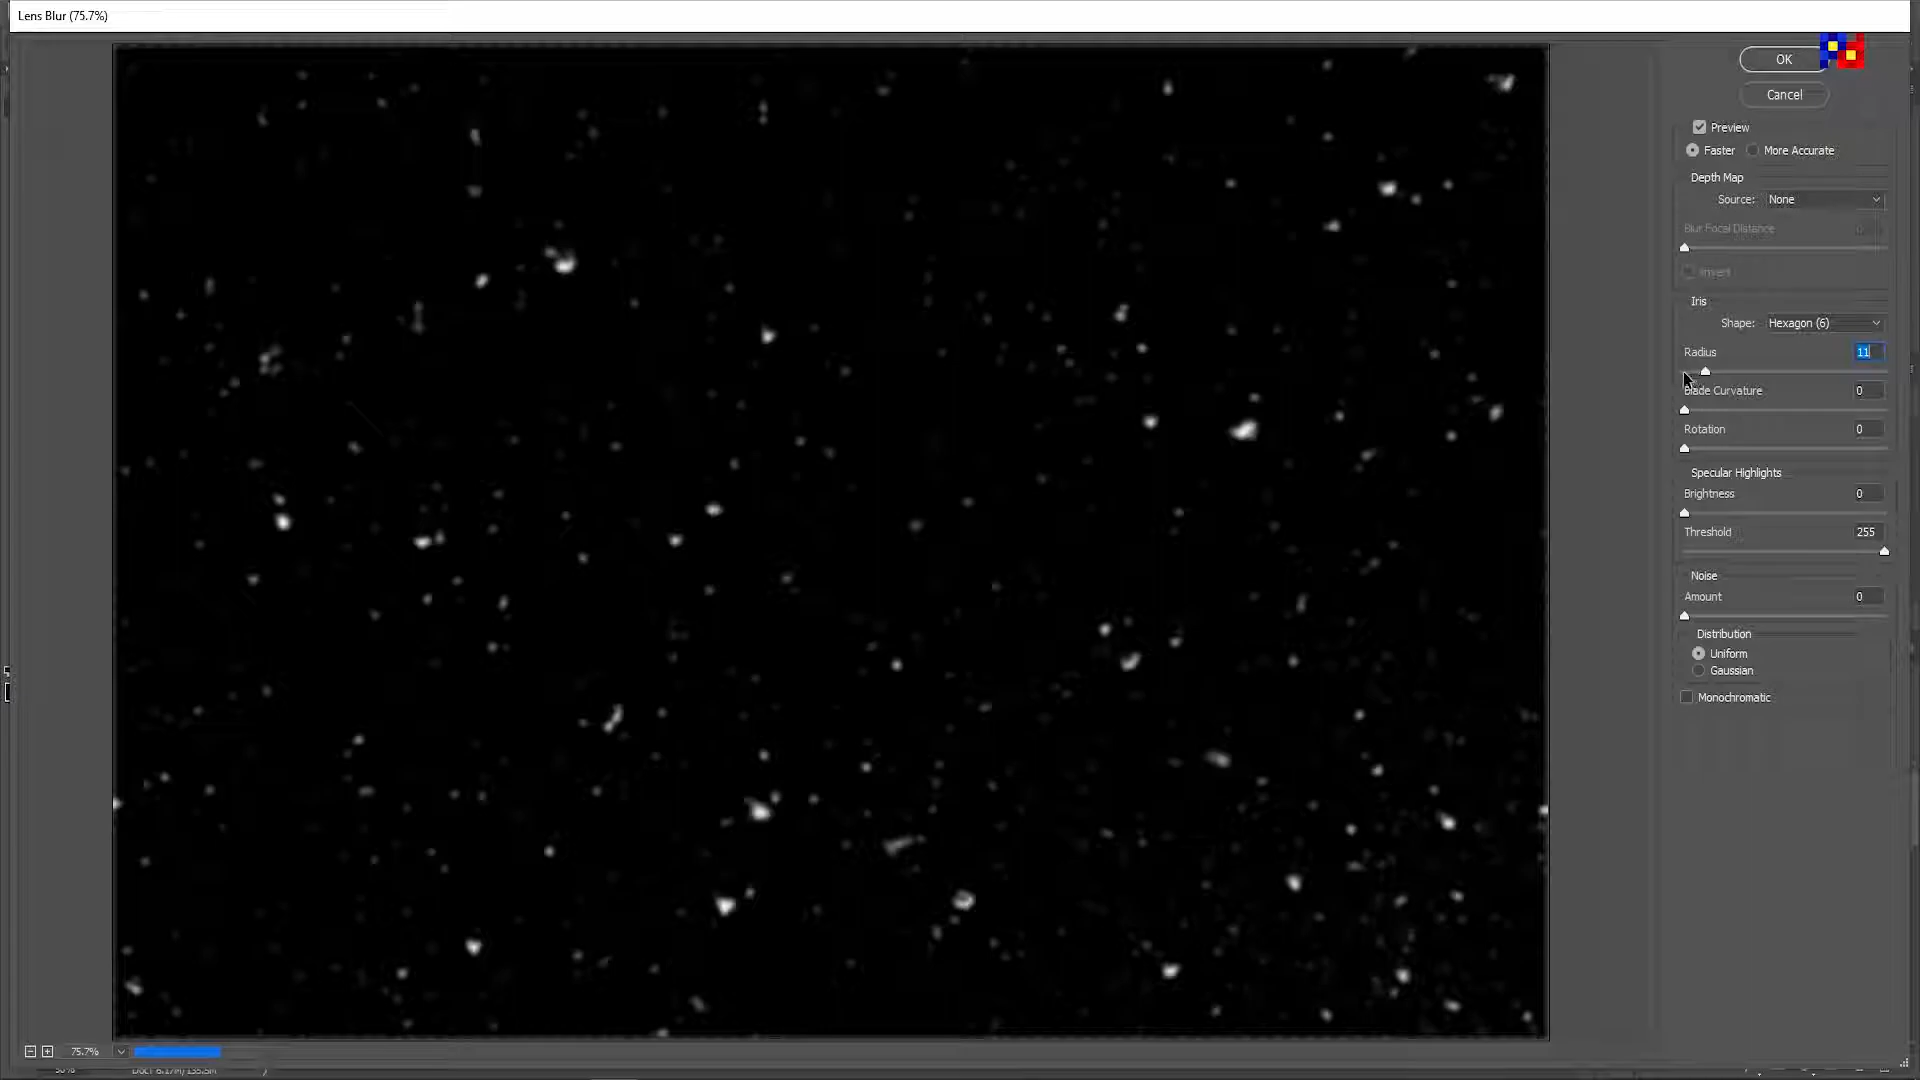 Lens Blur (75.7%)
OK
Cancel
Preview
Faster More Accurate
Depth Map
Source: None
Blur Focal Distance 0
Invert
Iris
Shape: Hexagon (6)
Radius 11
Blade Curvature 0
Rotation 0
Specular Highlights
Brightness 0
Threshold 255
Noise
Amount 0
Distribution
Uniform
Gaussian
Monochromatic
75.7%